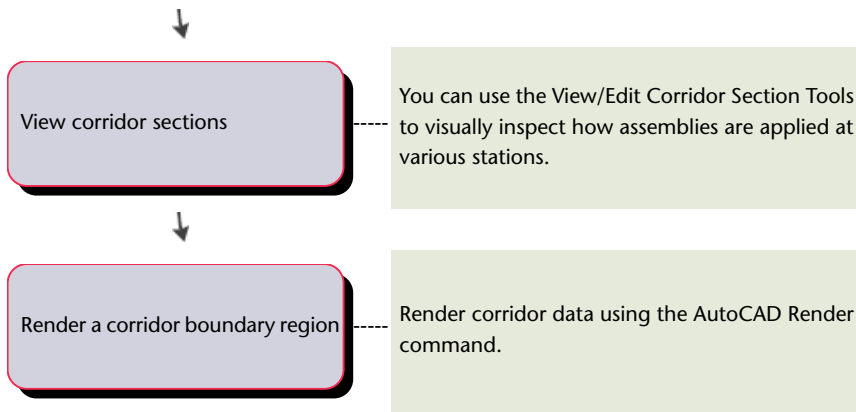 View corridor sections
You can use the View/Edit Corridor Section Tools
to visually inspect how assemblies are applied at
various stations.
Render a corridor boundary region
Render corridor data using the AutoCAD Render
command.